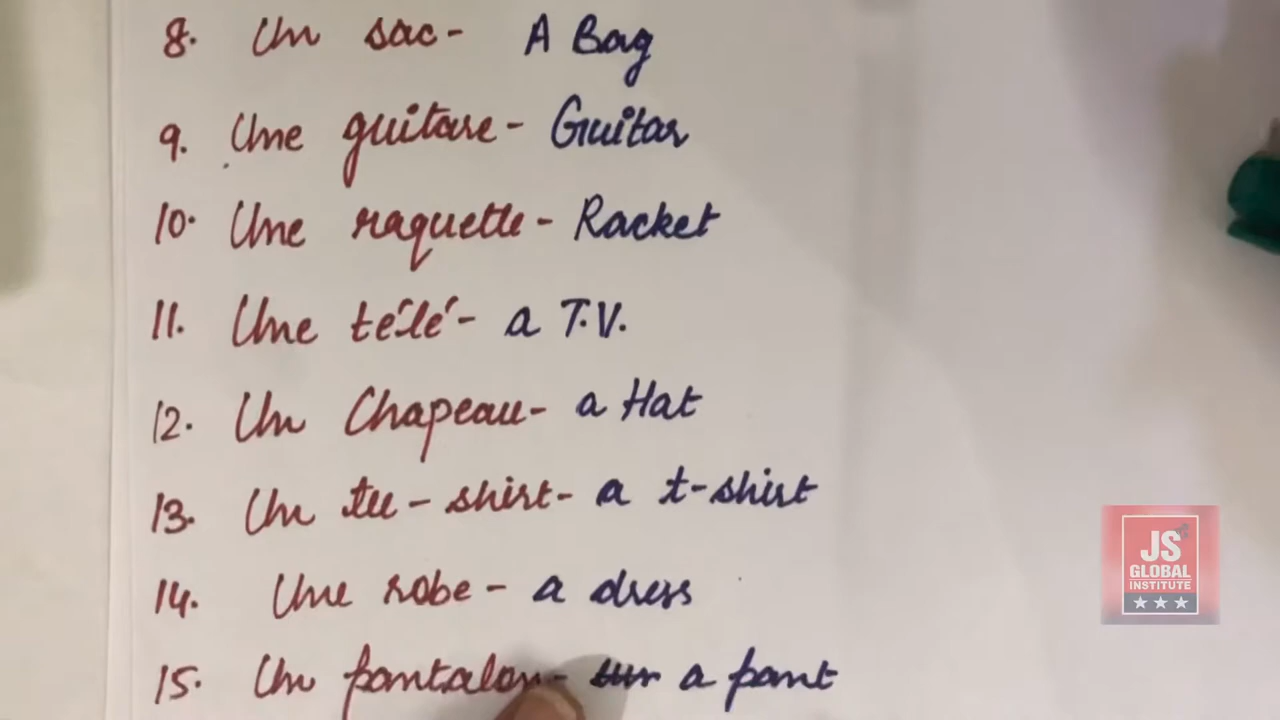 8. Un sac- A Bag
9. Une guitare- Guitar
10. Une raquette- Racket
11. Une télé- a T.V.
12. Un Chapeau- a Hat
13. Un tee-shirt- a t-shirt
14. Une robe- a dress
15. Un pantalon- a pant
JS
GLOBAL
INSTITUTE